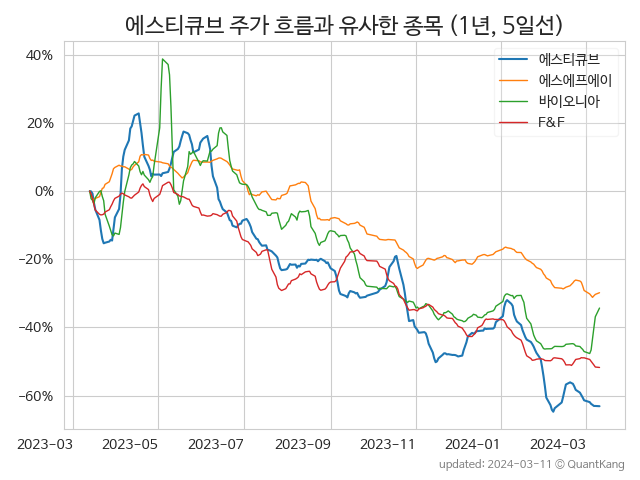 에스티큐브 주가 흐름과 유사한 종목 (1년, 5일선)
에스티큐브
에스에프에이
바이오니아
F&F
40%
20%
0%
−20%
−40%
−60%
2023-03 2023-05 2023-07 2023-09 2023-11 2024-01 2024-03
updated: 2024-03-11 © QuantKang